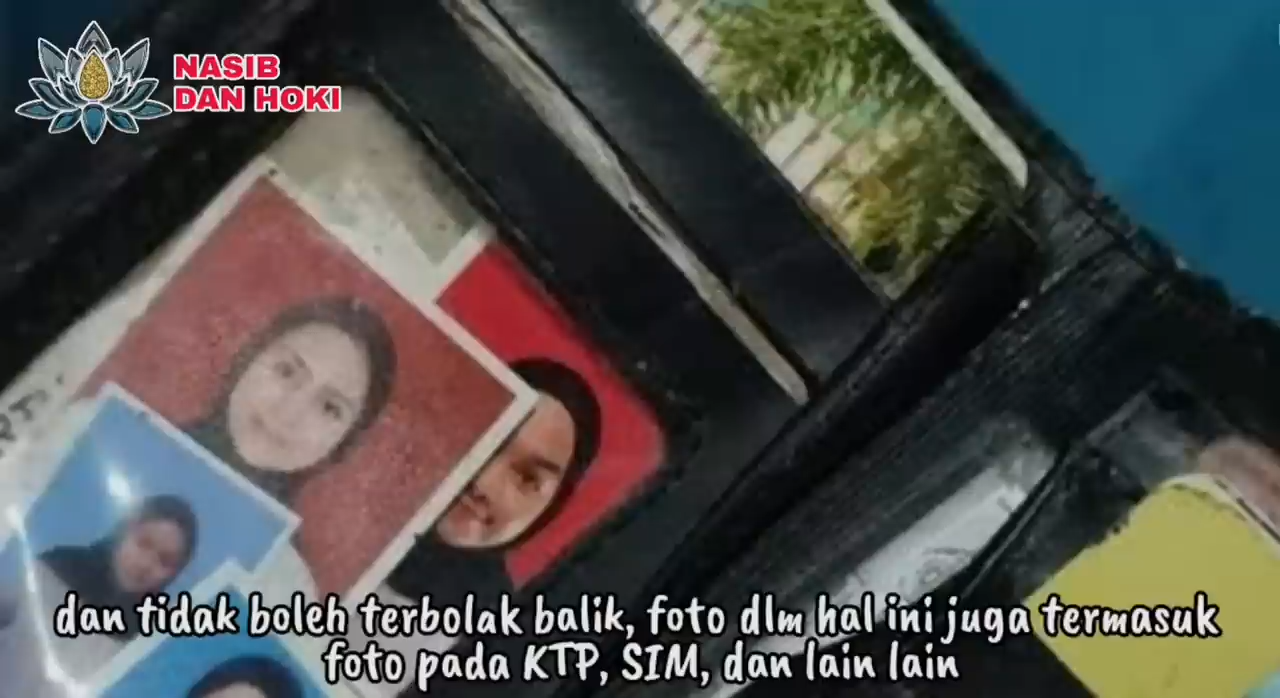 NASIB
DAN HOKI
dan tidak boleh terbolak balik, foto dlm hal ini juga termasuk
foto pada KTP, SIM, dan lain lain